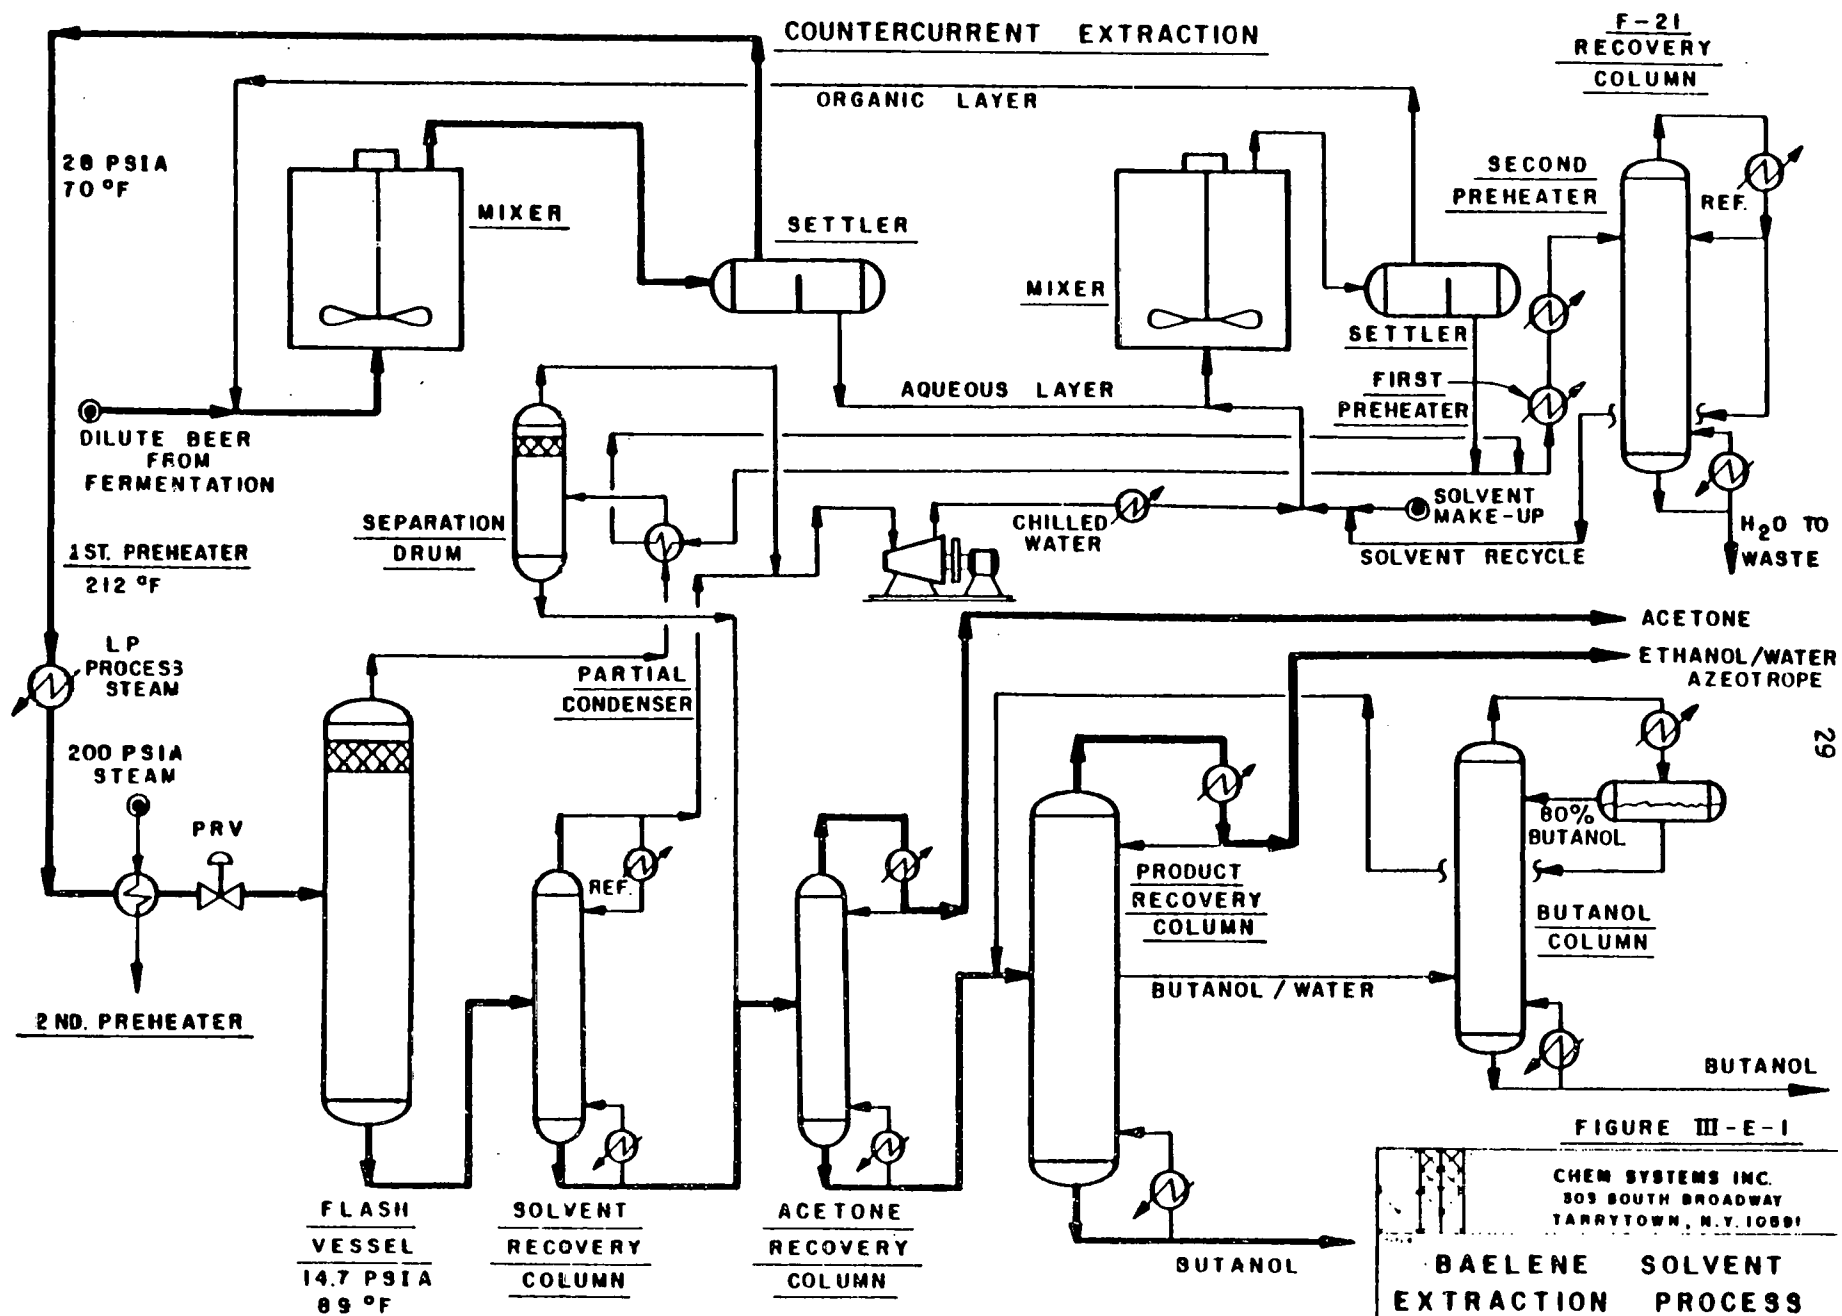 COUNTERCURRENT EXTRACTION
F-21
RECOVERY
COLUMN
ORGANIC LAYER
28 PSIA
70 °F
MIXER
SETTLER
MIXER
SECOND
PREHEATER
REF.
SETTLER
FIRST
PREHEATER
AQUEOUS LAYER
DILUTE BEER
FROM
FERMENTATION
SEPARATION
DRUM
CHILLED
WATER
SOLVENT
MAKE-UP
SOLVENT RECYCLE
H2O TO
WASTE
1ST. PREHEATER
212 °F
LP
PROCESS
STEAM
PARTIAL
CONDENSER
ACETONE
ETHANOL/WATER
AZEOTROPE
200 PSIA
STEAM
PRV
REF.
PRODUCT
RECOVERY
COLUMN
80%
BUTANOL
BUTANOL
COLUMN
29
BUTANOL / WATER
2 ND. PREHEATER
BUTANOL
BUTANOL
FLASH
VESSEL
14.7 PSIA
89 °F
SOLVENT
RECOVERY
COLUMN
ACETONE
RECOVERY
COLUMN
FIGURE III-E-1
CHEM SYSTEMS INC.
303 SOUTH BROADWAY
TARRYTOWN, N.Y. 10591
BAELENE SOLVENT
EXTRACTION PROCESS